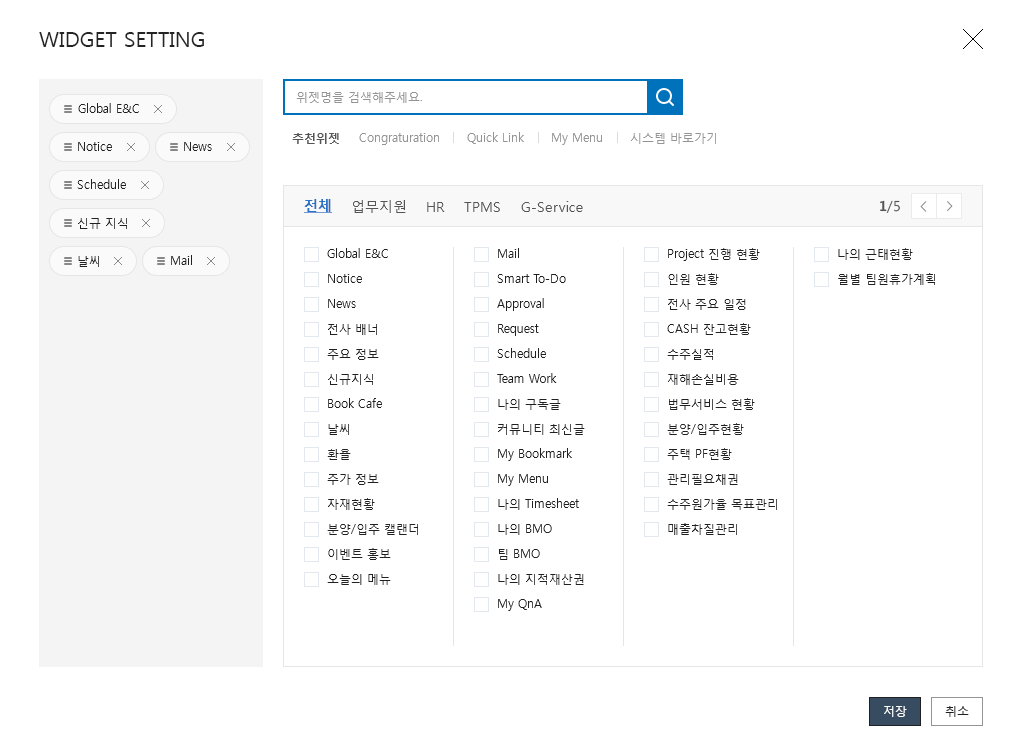 WIDGET SETTING
Global E&C
Notice
News
Schedule
신규 지식
날씨
Mail
위젯명을 검색해주세요.
추천위젯 Congraturation Quick Link My Menu 시스템 바로가기
전체 업무지원 HR TPMS G-Service 1/5
Global E&C
Notice
News
전사 배너
주요 정보
신규지식
Book Cafe
날씨
환율
주가 정보
자재현황
분양/입주 캘랜더
이벤트 홍보
오늘의 메뉴
Mail
Smart To-Do
Approval
Request
Schedule
Team Work
나의 구독글
커뮤니티 최신글
My Bookmark
My Menu
나의 Timesheet
나의 BMO
팀 BMO
나의 지적재산권
My QnA
Project 진행 현황
인원 현황
전사 주요 일정
CASH 잔고현황
수주실적
재해손실비용
법무서비스 현황
분양/입주현황
주택 PF현황
관리필요채권
수주원가율 목표관리
매출차질관리
나의 근태현황
월별 팀원휴가계획
저장 취소